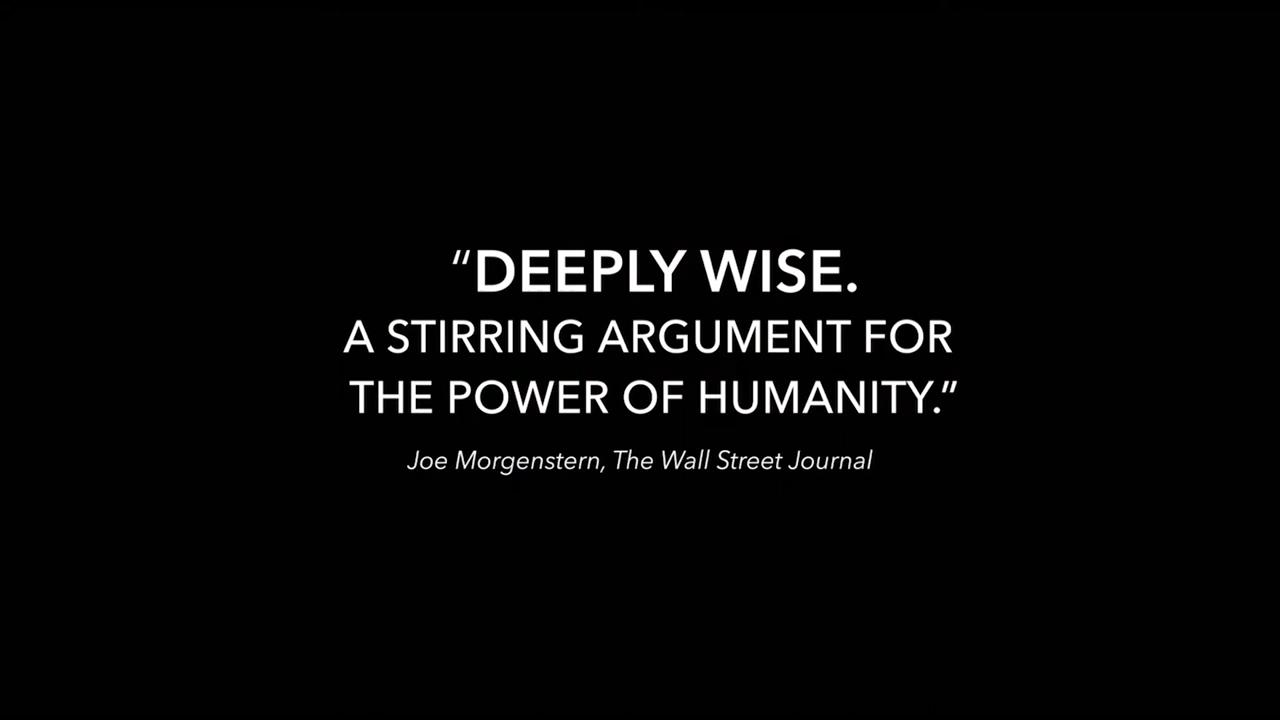 “DEEPLY WISE.
A STIRRING ARGUMENT FOR
THE POWER OF HUMANITY.”
Joe Morgenstern, The Wall Street Journal